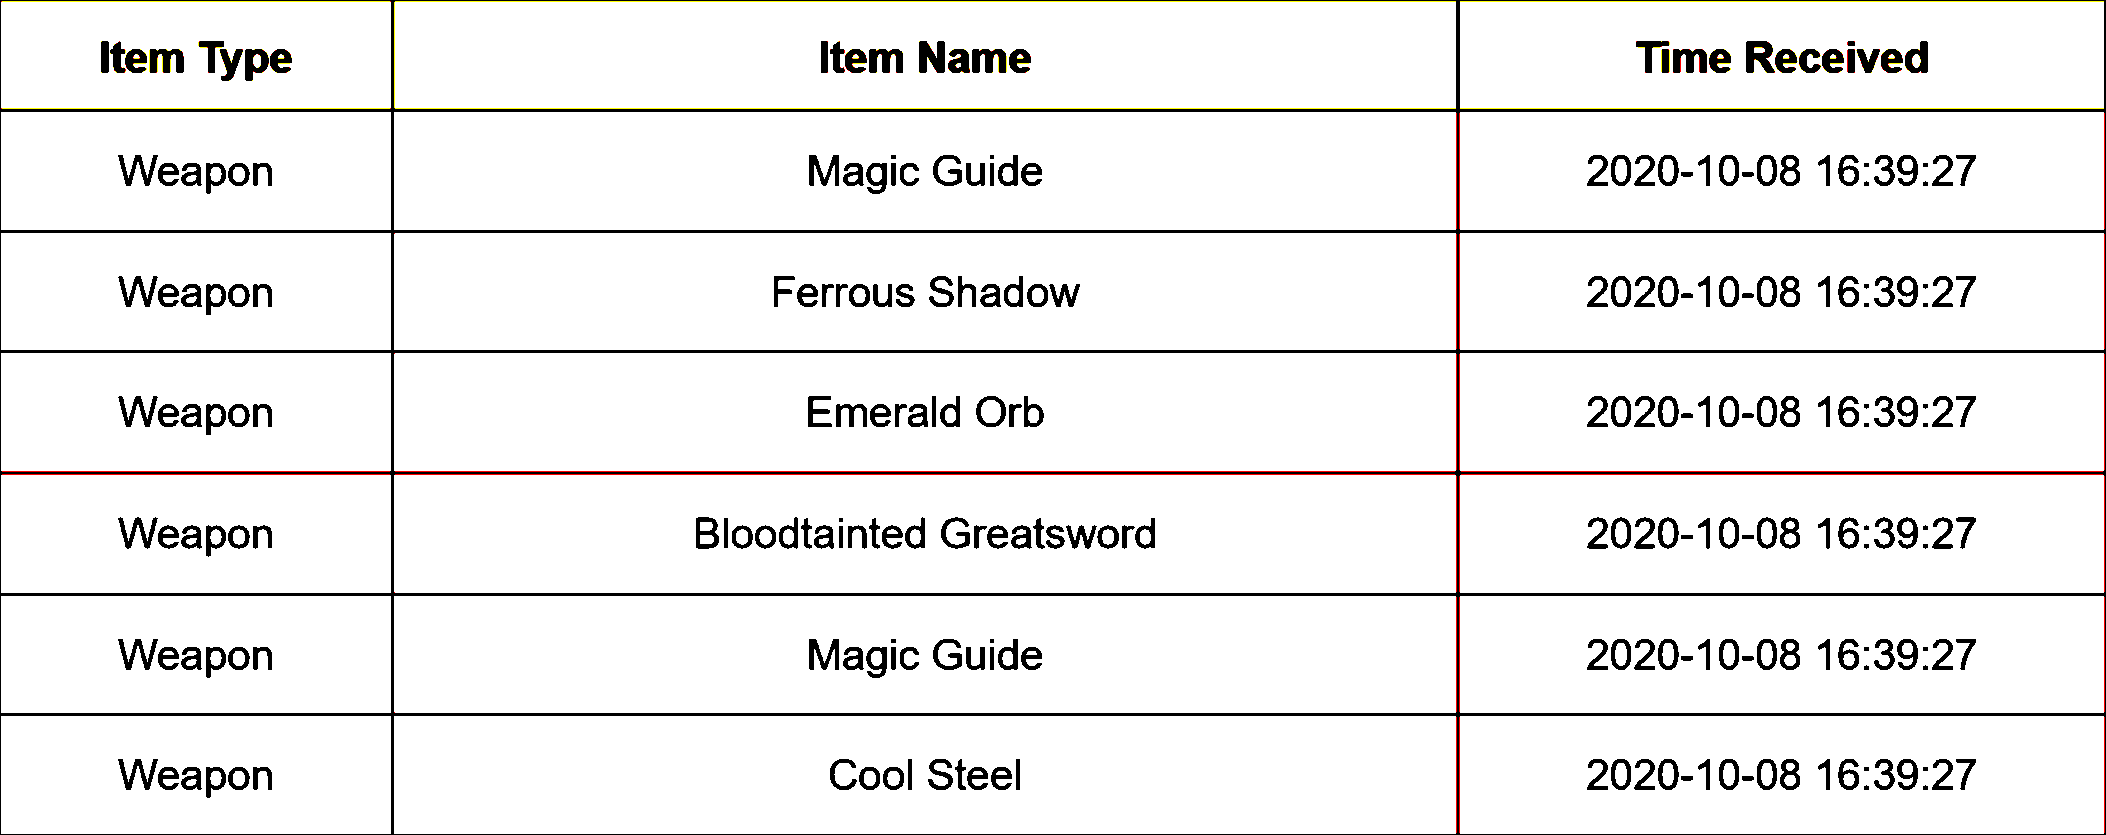 Item Type Item Name Time Received
Weapon Magic Guide 2020-10-08 16:39:27
Weapon Ferrous Shadow 2020-10-08 16:39:27
Weapon Emerald Orb 2020-10-08 16:39:27
Weapon Bloodtainted Greatsword 2020-10-08 16:39:27
Weapon Magic Guide 2020-10-08 16:39:27
Weapon Cool Steel 2020-10-08 16:39:27